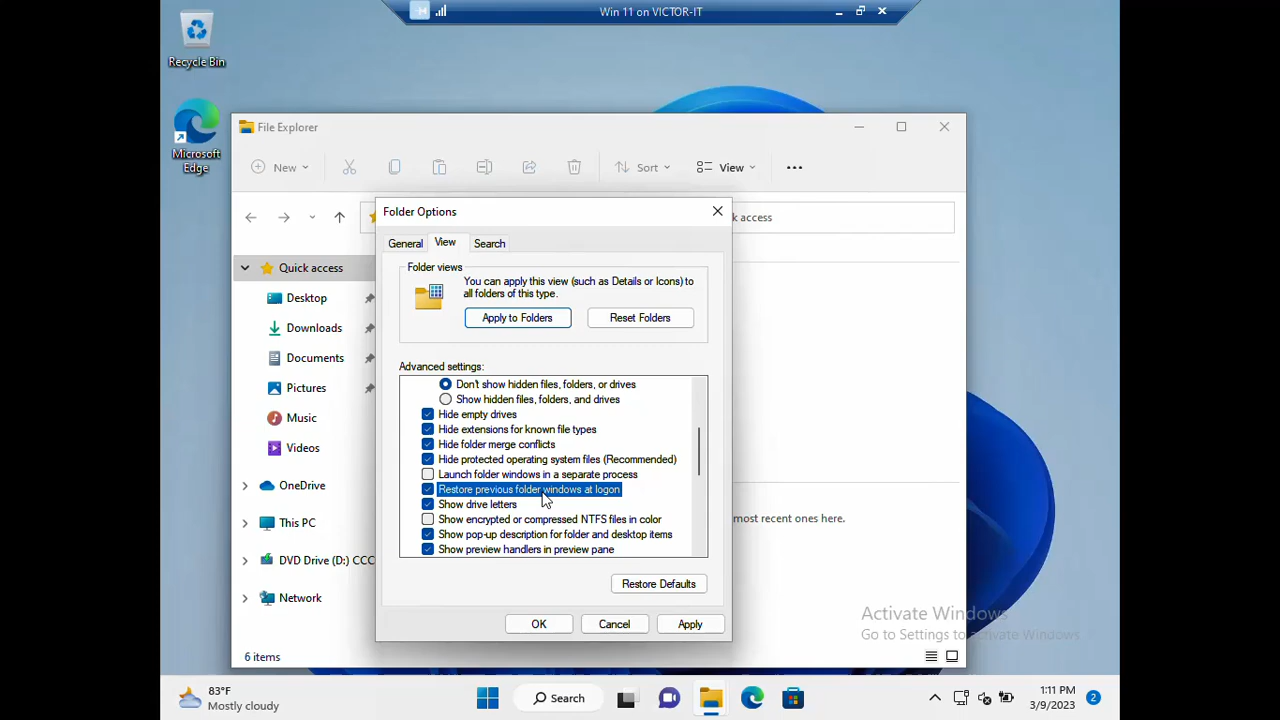 Win 11 on VICTOR-IT
Recycle Bin
Microsoft
Edge
File Explorer
New
Sort
View
Folder Options
k access
General
View
Search
Quick access
Desktop
Downloads
Documents
Pictures
Music
Videos
OneDrive
This PC
DVD Drive (D:) CCC
Network
Folder views
You can apply this view (such as Details or Icons) to
all folders of this type.
Apply to Folders
Reset Folders
Advanced settings:
Don't show hidden files, folders, or drives
Show hidden files, folders, and drives
Hide empty drives
Hide extensions for known file types
Hide folder merge conflicts
Hide protected operating system files (Recommended)
Launch folder windows in a separate process
Restore previous folder windows at logon
Show drive letters
Show encrypted or compressed NTFS files in color
Show pop-up description for folder and desktop items
Show preview handlers in preview pane
most recent ones here.
Restore Defaults
OK
Cancel
Apply
Activate Windows
Go to Settings to activate Windows.
6 items
83°F
Mostly cloudy
Search
1:11 PM
3/9/2023
2